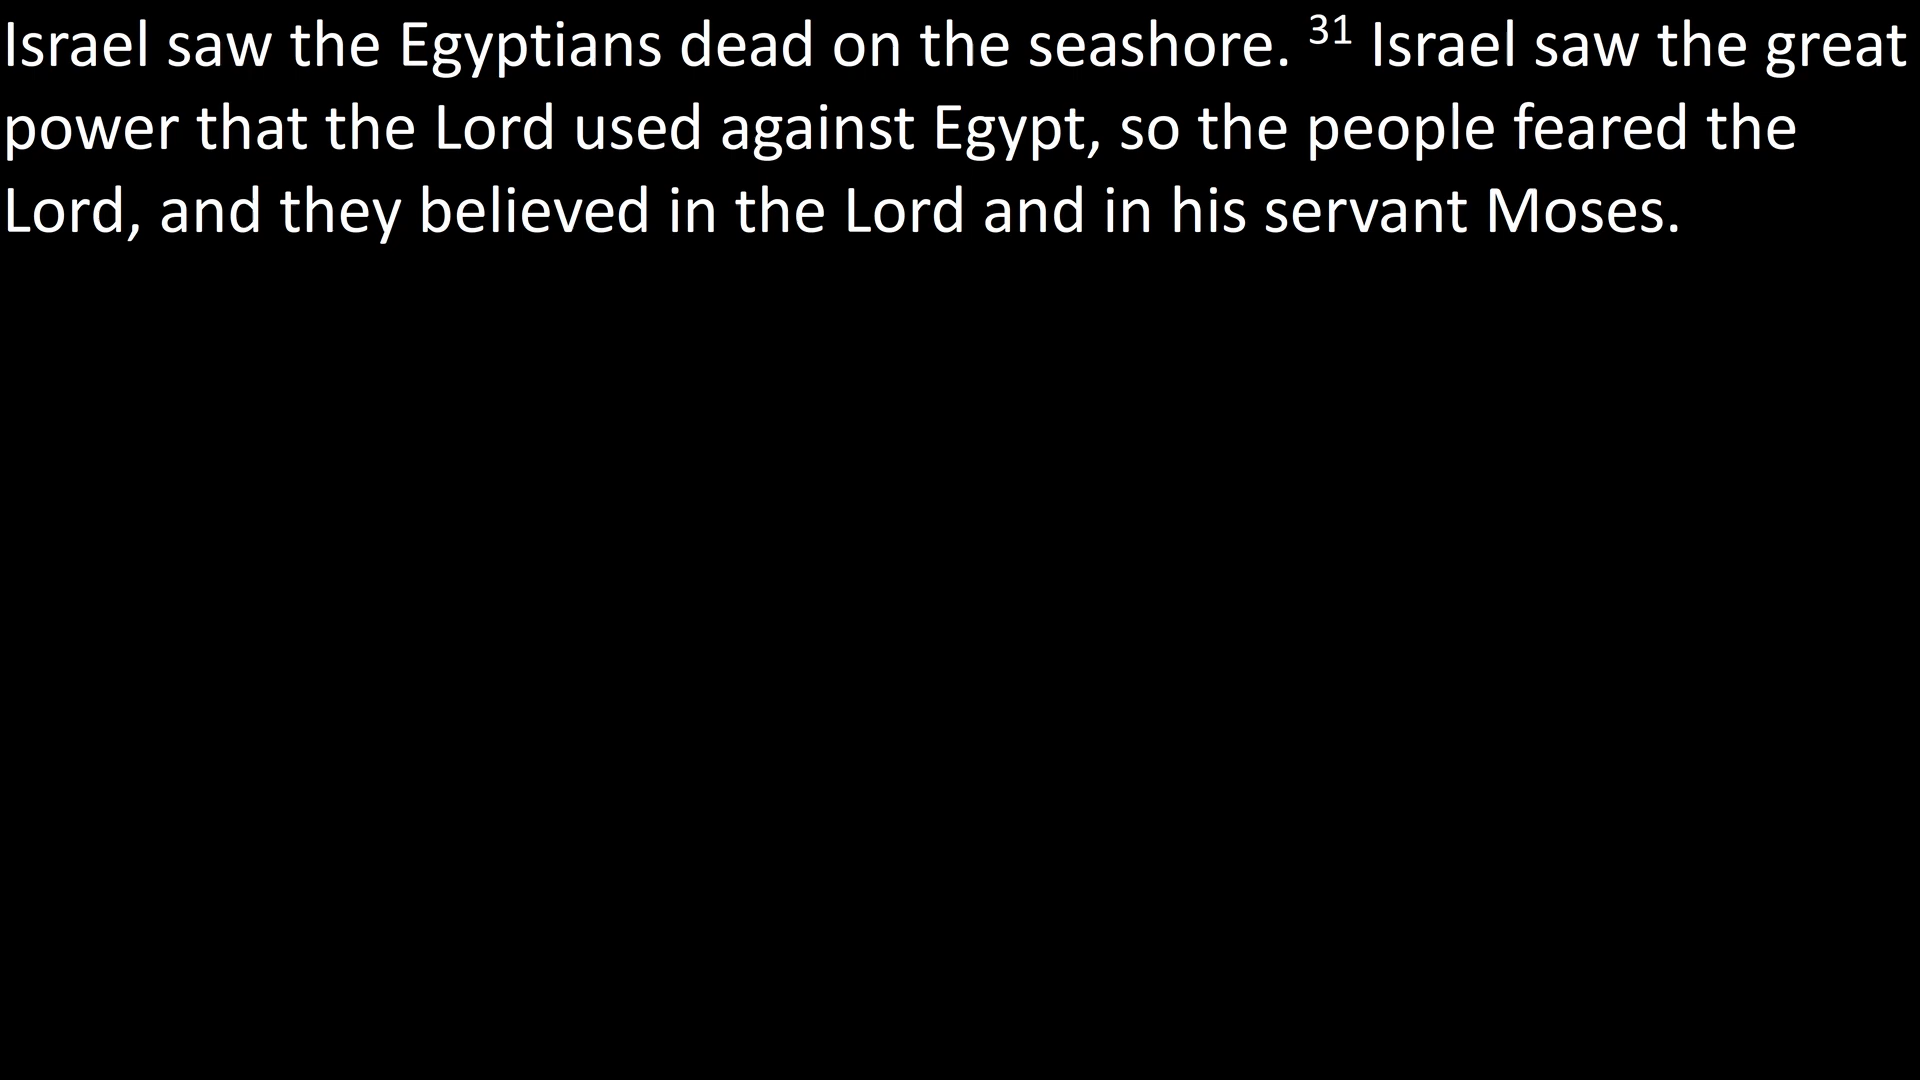 Israel saw the Egyptians dead on the seashore. 31 Israel saw the great
power that the Lord used against Egypt, so the people feared the
Lord, and they believed in the Lord and in his servant Moses.